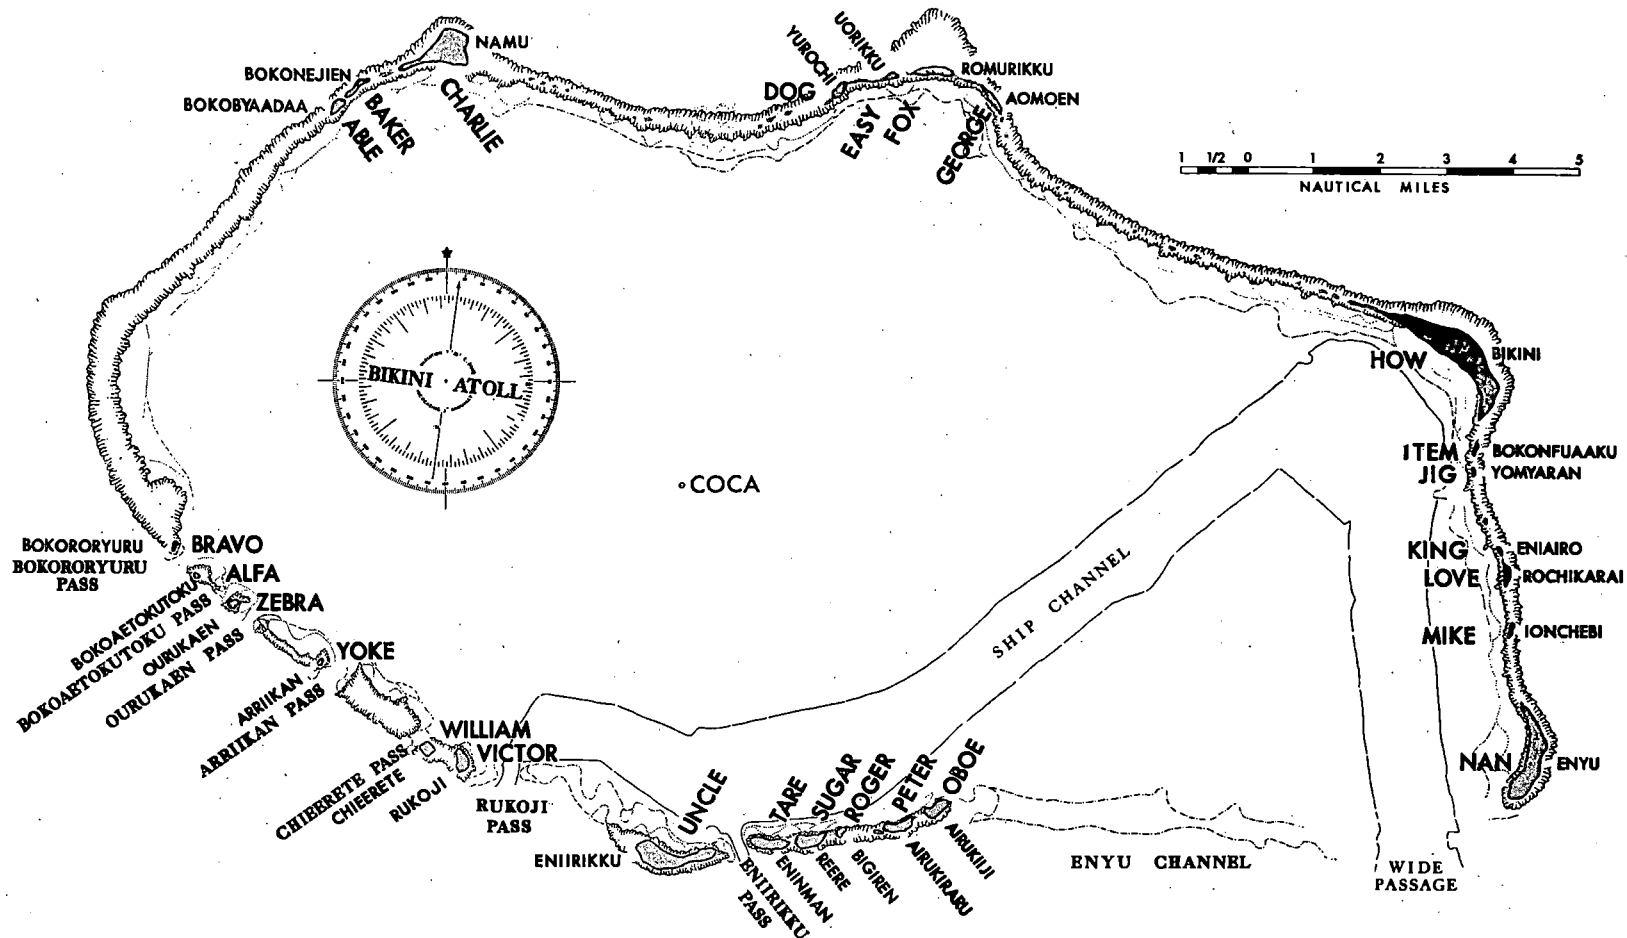 NAMU
BOKONEJIEN
BOKOBYAADAA
ABLE
BAKER
CHARLIE
DOG
YUROCHI
UORIKKU
ROMURIKKU
AOMOEN
EASY
FOX
GEORGE
1 1/2 0 1 2 3 4 5
NAUTICAL MILES
BIKINI ATOLL
COCA
HOW
BIKINI
ITEM
BOKONFUAAKU
JIG
YOMYARAN
KING
ENIAIRO
LOVE
ROCHIKARAI
MIKE
IONCHEBI
NAN
ENYU
SHIP CHANNEL
BOKORORYURU
BRAVO
BOKORORYURU
PASS
ALFA
BOKOAETOKUTOKU
BOKOAETOKUTOKU PASS
ZEBRA
OURUKAEN
OURUKAEN PASS
YOKE
ARRIIKAN
ARRIIKAN PASS
WILLIAM
VICTOR
CHIEERETE PASS
CHIEERETE
RUKOJI
RUKOJI
PASS
UNCLE
ENIIRIKKU
TARE
SUGAR
ROGER
PETER
OBOE
ENIIRIKKU
PASS
ENINMAN
REERE
BIGIREN
AIRUKIRARU
AIRUKIIJI
ENYU CHANNEL
WIDE
PASSAGE